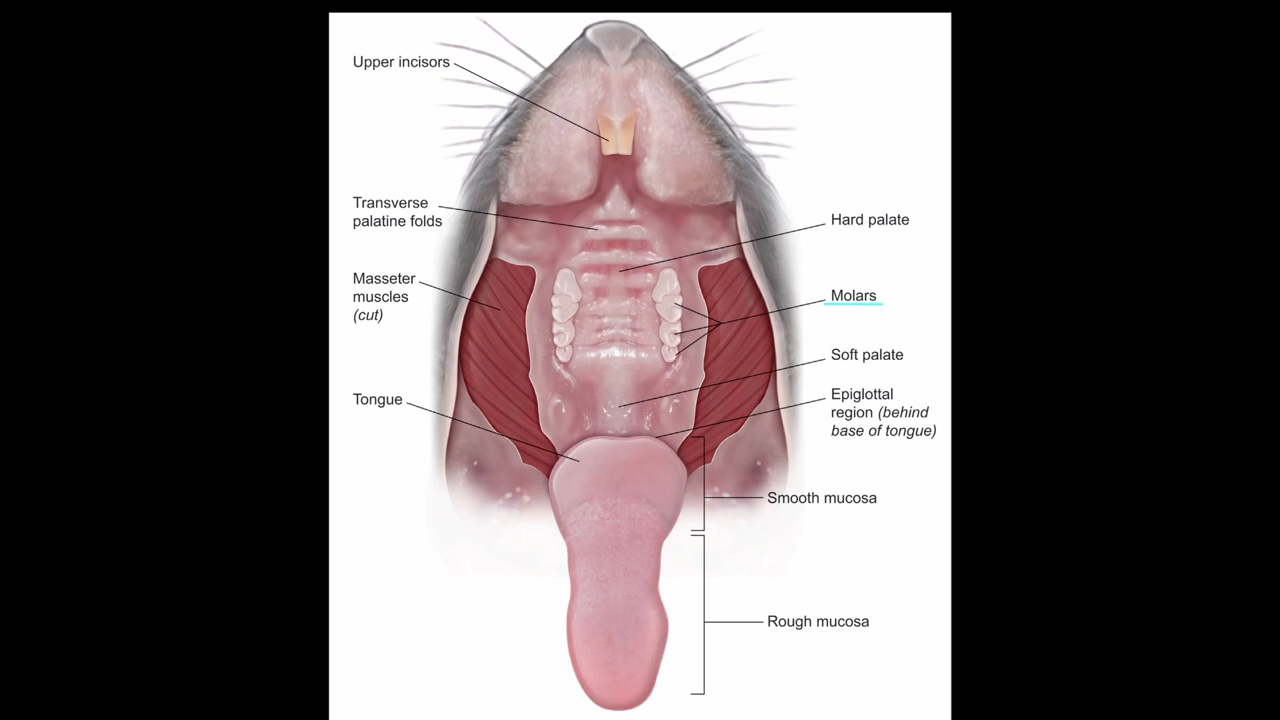 Upper incisors
Transverse
palatine folds
Masseter
muscles
(cut)
Tongue
Hard palate
Molars
Soft palate
Epiglottal
region (behind
base of tongue)
Smooth mucosa
Rough mucosa